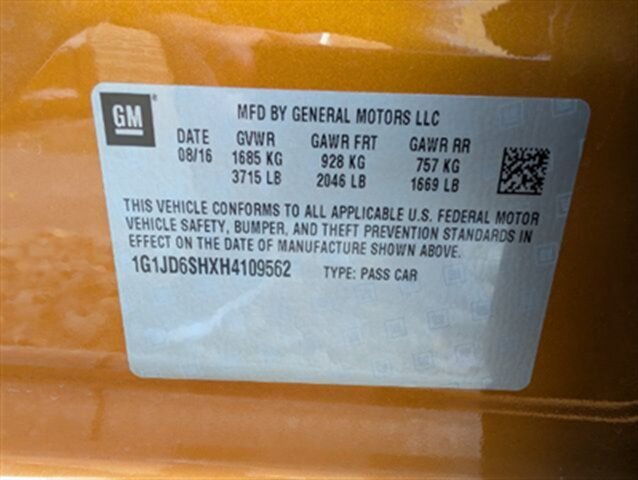 GM ®
MFD BY GENERAL MOTORS LLC
DATE GVWR GAWR FRT GAWR RR
08/16 1685 KG 928 KG 757 KG
3715 LB 2046 LB 1669 LB
THIS VEHICLE CONFORMS TO ALL APPLICABLE U.S. FEDERAL MOTOR
VEHICLE SAFETY, BUMPER, AND THEFT PREVENTION STANDARDS IN
EFFECT ON THE DATE OF MANUFACTURE SHOWN ABOVE.
1G1JD6SHXH4109562 TYPE: PASS CAR